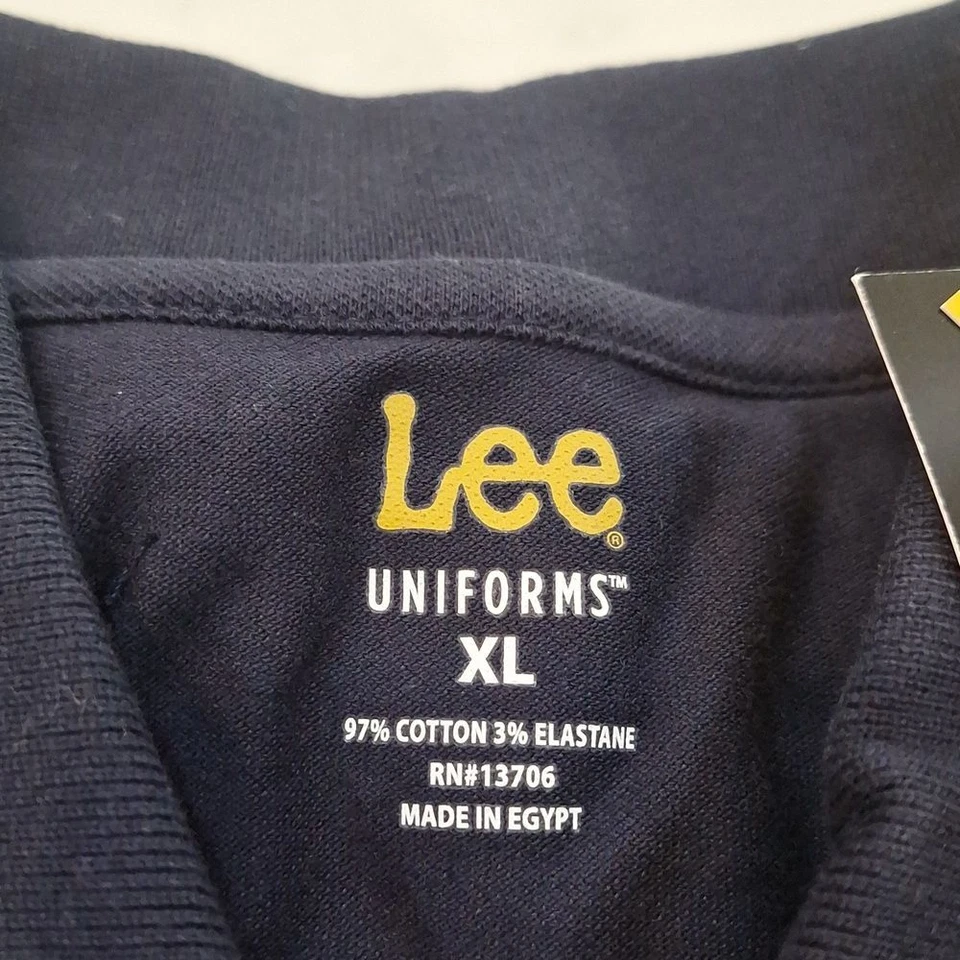 Lee®
UNIFORMS™
XL
97% COTTON 3% ELASTANE
RN#13706
MADE IN EGYPT